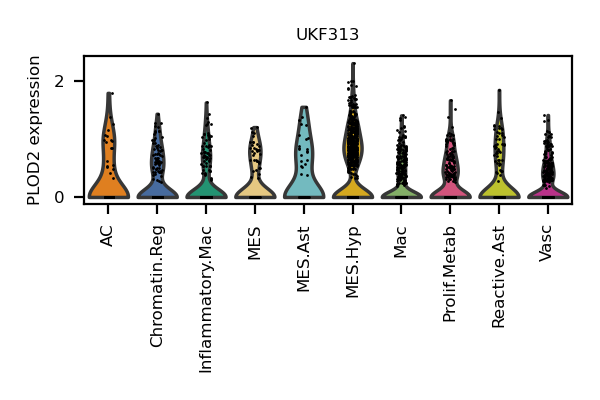 UKF313
PLOD2 expression
2
0
AC
Chromatin.Reg
Inflammatory.Mac
MES
MES.Ast
MES.Hyp
Mac
Prolif.Metab
Reactive.Ast
Vasc